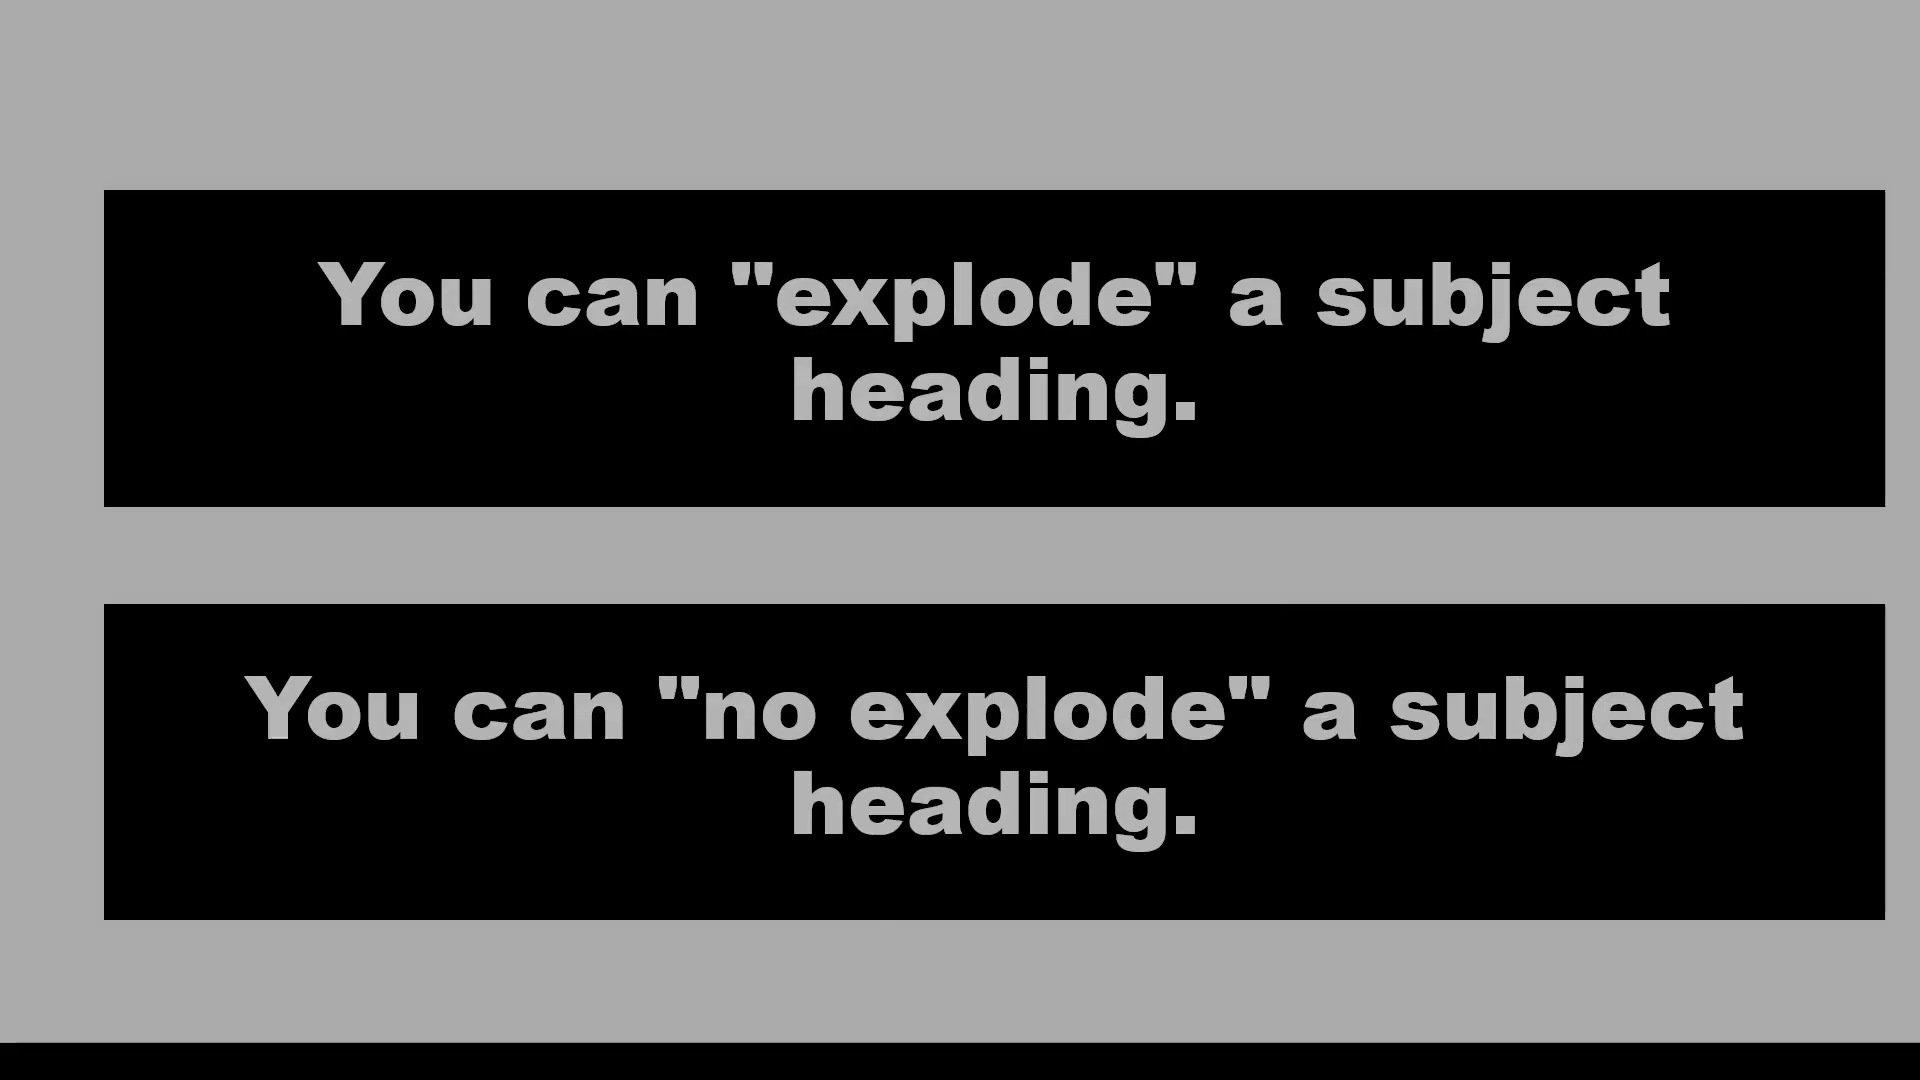 You can "explode" a subject
heading.
You can "no explode" a subject
heading.